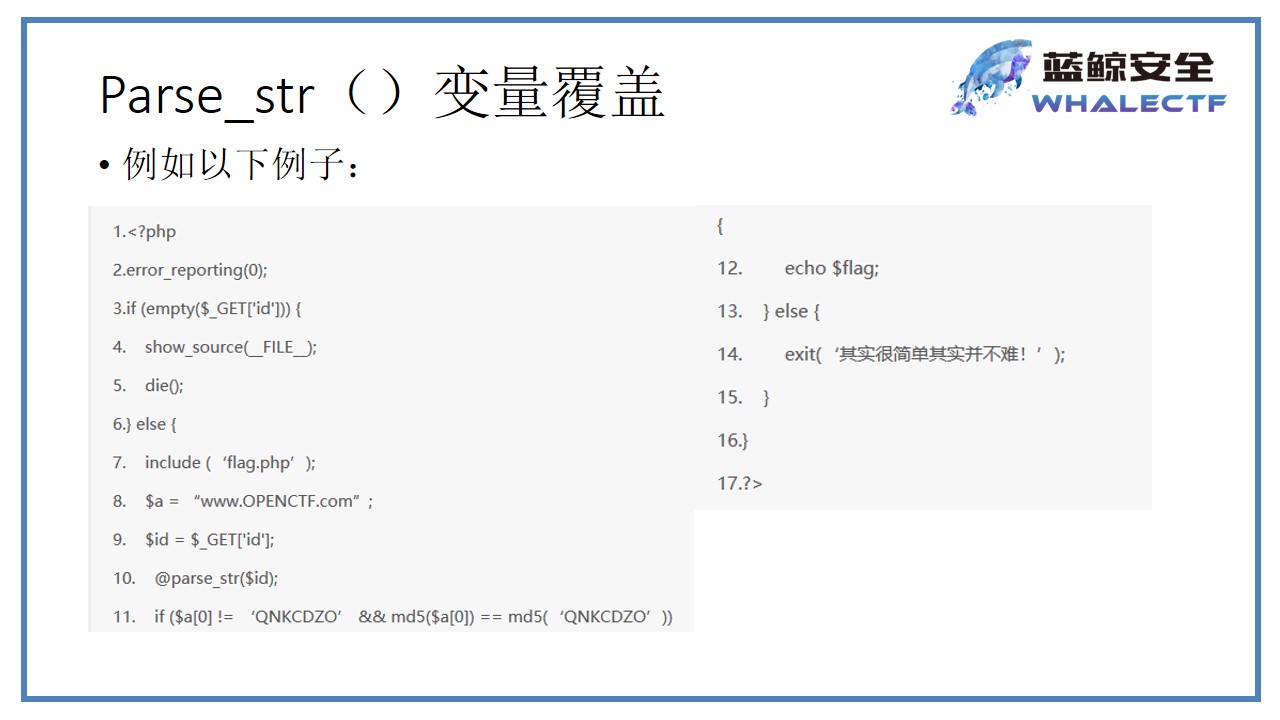 Parse_str（）变量覆盖
蓝鲸安全
WHALECTF
• 例如以下例子：
1.<?php
2.error_reporting(0);
3.if (empty($_GET['id'])) {
4. show_source(__FILE__);
5. die();
6.} else {
7. include (‘flag.php’);
8. $a = “www.OPENCTF.com”;
9. $id = $_GET['id'];
10. @parse_str($id);
11. if ($a[0] != ‘QNKCDZO’ && md5($a[0]) == md5(‘QNKCDZO’))
{
12. echo $flag;
13. } else {
14. exit(‘其实很简单其实并不难！’);
15. }
16.}
17.?>